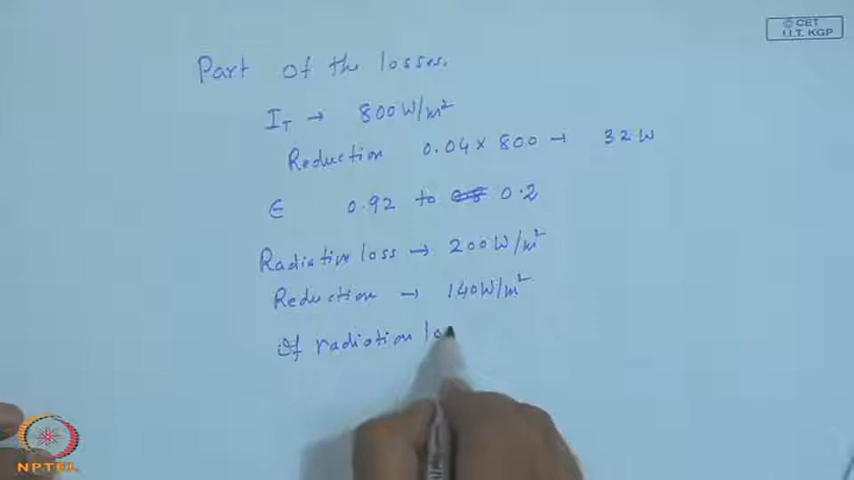 © CET
I.I.T. KGP
Part of the losses.
I_T → 800 W/m²
Reduction 0.04 × 800 → 32 W
∈ 0.92 to 0.2
Radiation loss → 200 W/m²
Reduction → 140 W/m²
If radiation lo
NPTEL